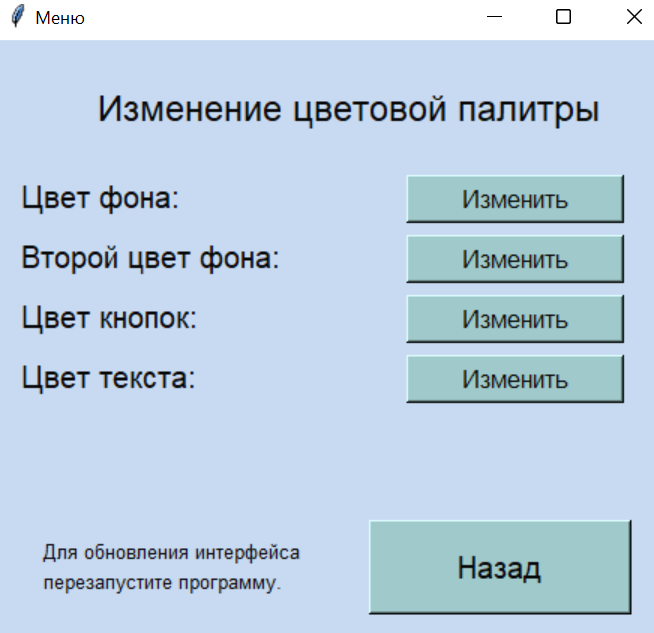 Меню
Изменение цветовой палитры
Цвет фона: Изменить
Второй цвет фона: Изменить
Цвет кнопок: Изменить
Цвет текста: Изменить
Для обновления интерфейса
перезапустите программу.
Назад